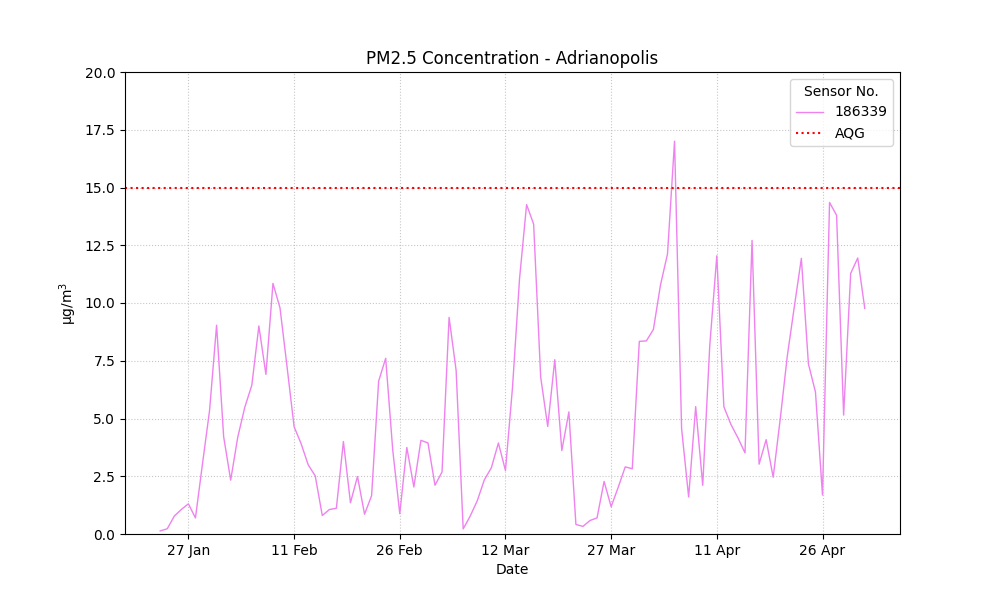 PM2.5 Concentration - Adrianopolis
20.0
17.5
15.0
12.5
10.0
7.5
5.0
2.5
0.0
µg/m³
Sensor No.
186339
AQG
27 Jan
11 Feb
26 Feb
12 Mar
27 Mar
11 Apr
26 Apr
Date